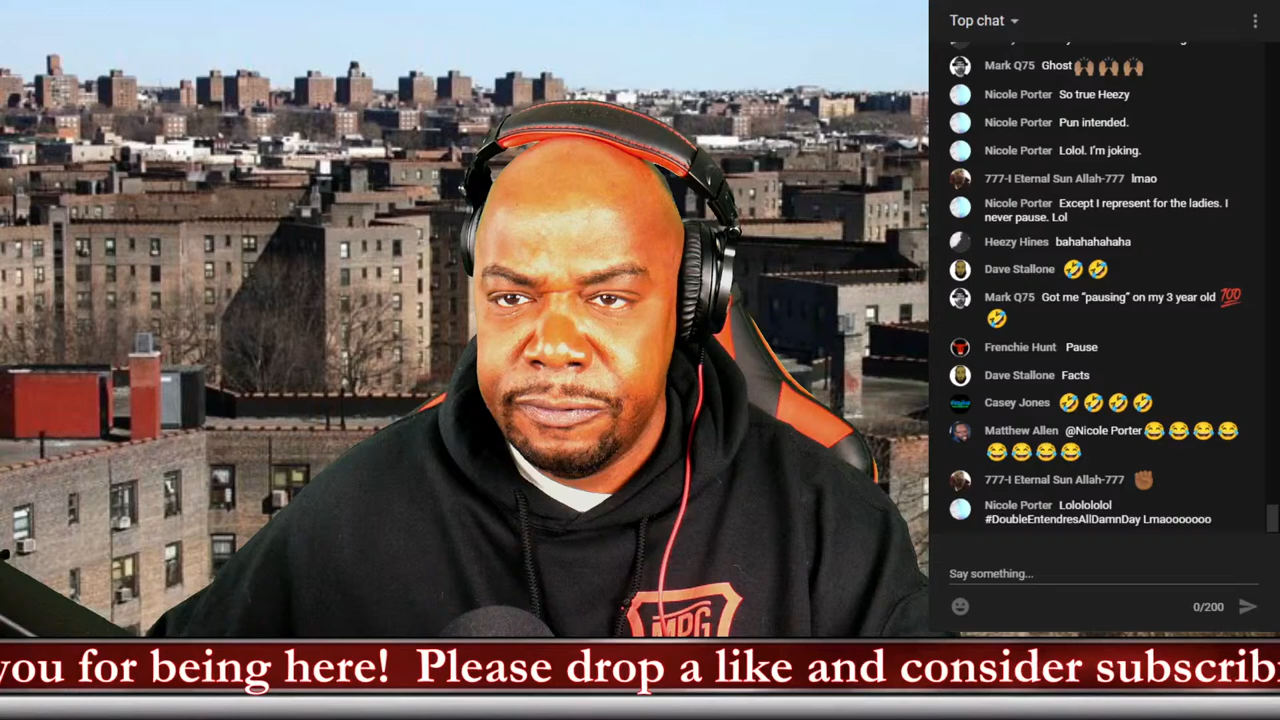 Top chat
Mark Q75 Ghost🙌🏽🙌🏽🙌🏽
Nicole Porter So true Heezy
Nicole Porter Pun intended.
Nicole Porter Lolol. I'm joking.
777-I Eternal Sun Allah-777 lmao
Nicole Porter Except I represent for the ladies. I
never pause. Lol
Heezy Hines bahahahahaha
Dave Stallone 🤣🤣
Mark Q75 Got me “pausing” on my 3 year old 💯
🤣
Frenchie Hunt Pause
Dave Stallone Facts
Casey Jones 🤣🤣🤣🤣
Matthew Allen @Nicole Porter😂😂😂😂
😂😂😂😂
777-I Eternal Sun Allah-777 ✊🏾
Nicole Porter Lolololololol
#DoubleEntendresAllDamnDay Lmaooooooo
Say something...
0/200
MPG
you for being here! Please drop a like and consider subscrib